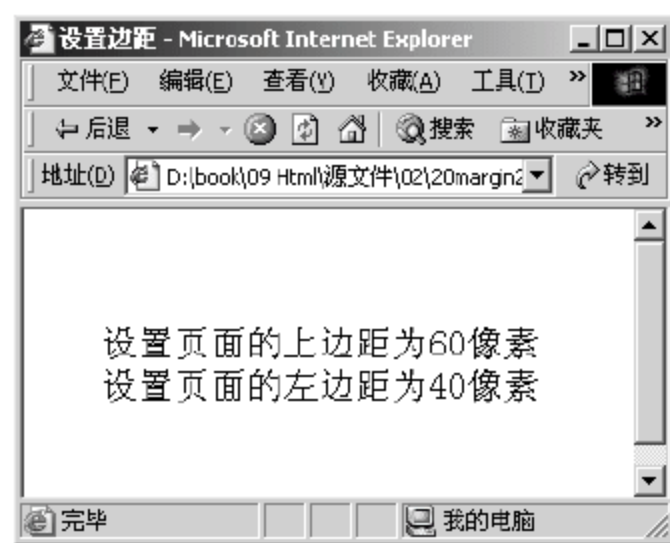 设置边距 - Microsoft Internet Explorer
文件(F) 编辑(E) 查看(V) 收藏(A) 工具(T) »
后退 搜索 收藏夹 »
地址(D) D:\book\09 Html\源文件\02\20margin2 转到
设置页面的上边距为60像素
设置页面的左边距为40像素
完毕 我的电脑